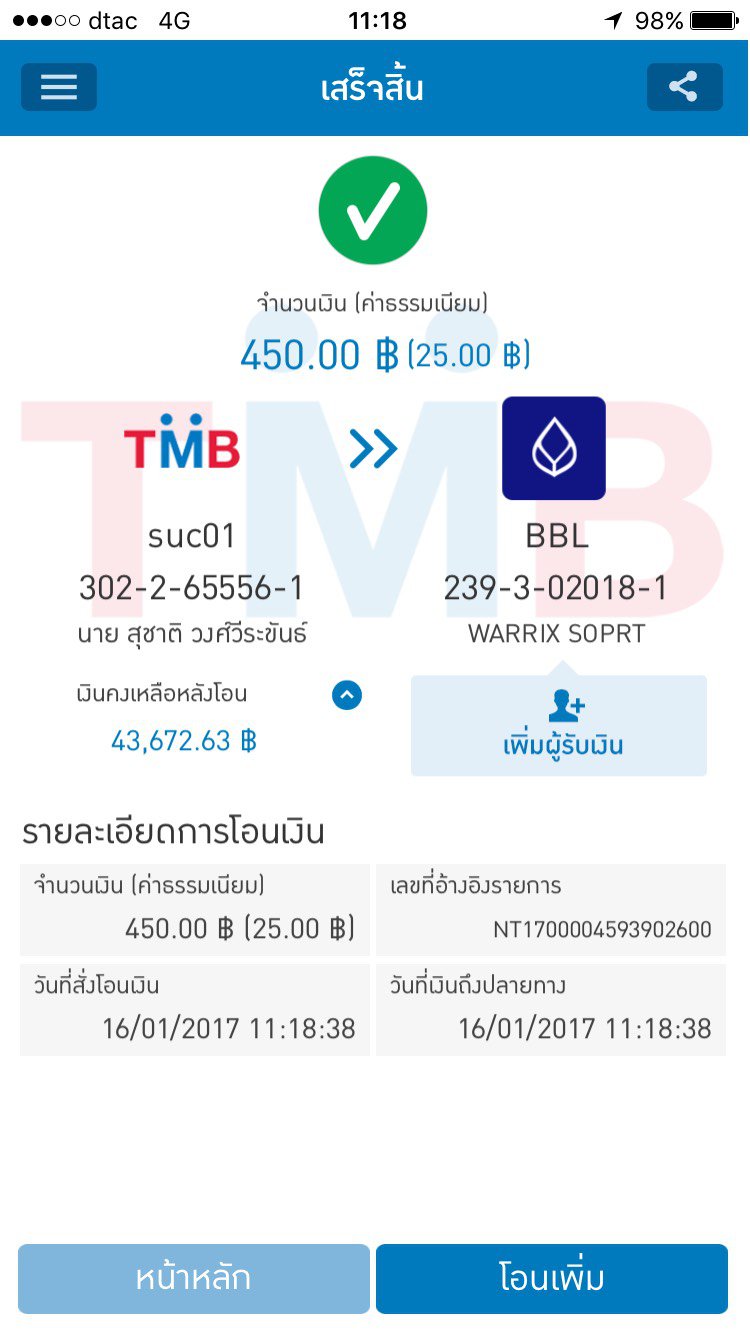 dtac 4G 11:18 98%
เสร็จสิ้น
จำนวนเงิน (ค่าธรรมเนียม)
450.00 ฿ (25.00 ฿)
TMB
suc01
302-2-65556-1
นาย สุชาติ วงศ์วีระขันธ์
BBL
239-3-02018-1
WARRIX SOPRT
เงินคงเหลือหลังโอน
43,672.63 ฿
เพิ่มผู้รับเงิน
รายละเอียดการโอนเงิน
จำนวนเงิน (ค่าธรรมเนียม)
450.00 ฿ (25.00 ฿)
เลขที่อ้างอิงรายการ
NT1700004593902600
วันที่สั่งโอนเงิน
16/01/2017 11:18:38
วันที่เงินถึงปลายทาง
16/01/2017 11:18:38
หน้าหลัก
โอนเพิ่ม
TMB